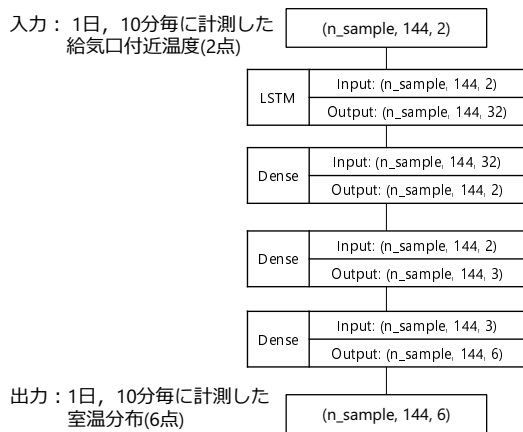 入力： 1日，10分毎に計測した
給気口付近温度(2点)
(n_sample, 144, 2)
LSTM
Input: (n_sample, 144, 2)
Output: (n_sample, 144, 32)
Dense
Input: (n_sample, 144, 32)
Output: (n_sample, 144, 2)
Dense
Input: (n_sample, 144, 2)
Output: (n_sample, 144, 3)
Dense
Input: (n_sample, 144, 3)
Output: (n_sample, 144, 6)
出力：1日，10分毎に計測した
室温分布(6点)
(n_sample, 144, 6)